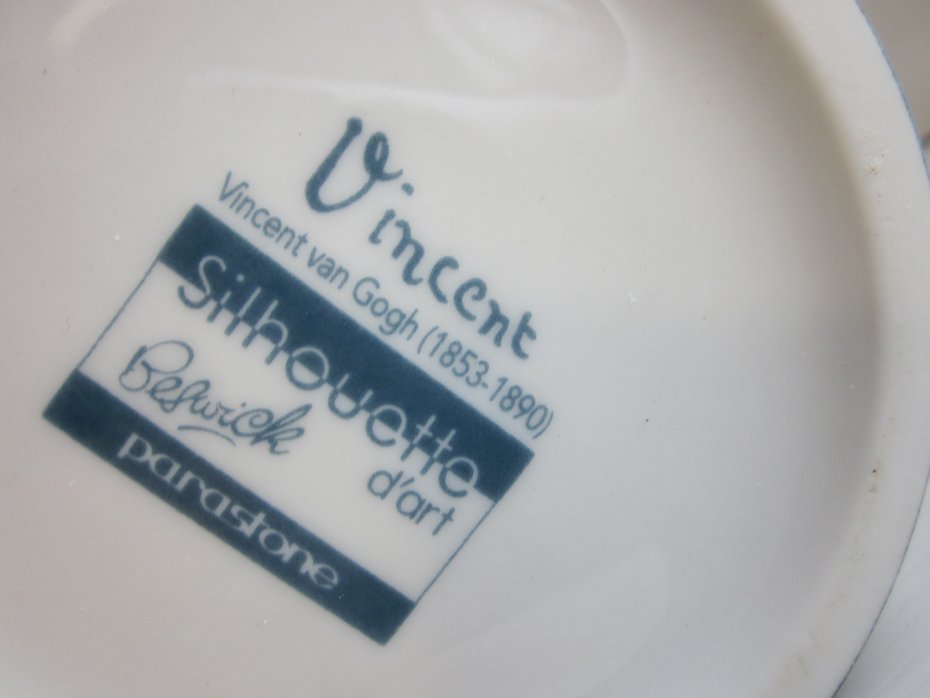 Vincent
Vincent van Gogh (1853-1890)
Silhouette
d'art
Beswick
parastone